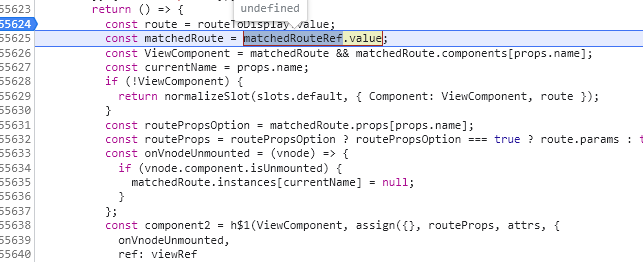 undefined
55623 return () => {
55624 const route = routeToDisplay.value;
55625 const matchedRoute = matchedRouteRef.value;
55626 const ViewComponent = matchedRoute && matchedRoute.components[props.name];
55627 const currentName = props.name;
55628 if (!ViewComponent) {
55629 return normalizeSlot(slots.default, { Component: ViewComponent, route });
55630 }
55631 const routePropsOption = matchedRoute.props[props.name];
55632 const routeProps = routePropsOption ? routePropsOption === true ? route.params : t
55633 const onVnodeUnmounted = (vnode) => {
55634 if (vnode.component.isUnmounted) {
55635 matchedRoute.instances[currentName] = null;
55636 }
55637 };
55638 const component2 = h$1(ViewComponent, assign({}, routeProps, attrs, {
55639 onVnodeUnmounted,
55640 ref: viewRef